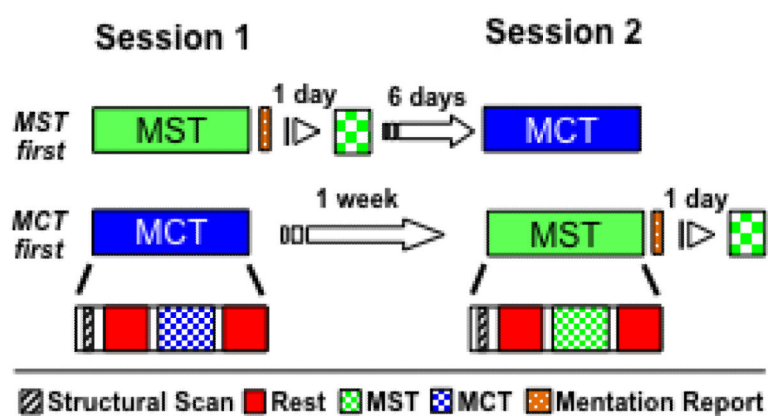 Session 1
Session 2
MST first
MST
1 day
6 days
MCT
MCT first
MCT
1 week
MST
1 day
Structural Scan
Rest
MST
MCT
Mentation Report